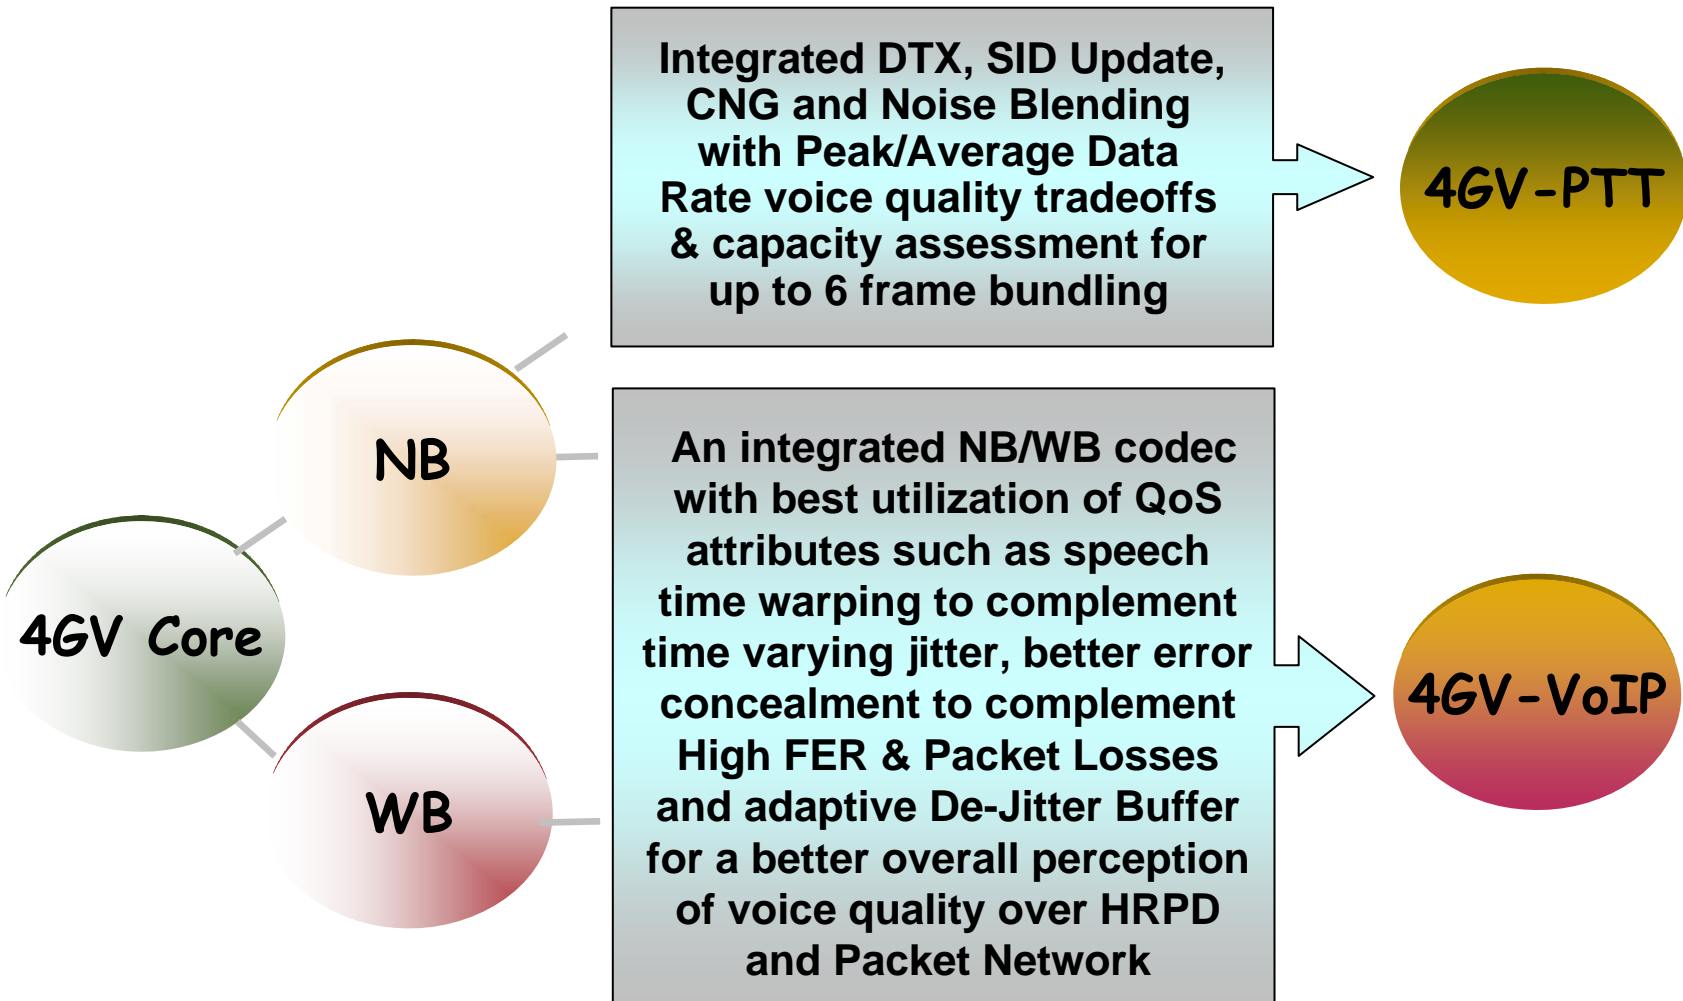 Integrated DTX, SID Update,
CNG and Noise Blending
with Peak/Average Data
Rate voice quality tradeoffs
& capacity assessment for
up to 6 frame bundling
4GV-PTT
NB
4GV Core
WB
An integrated NB/WB codec
with best utilization of QoS
attributes such as speech
time warping to complement
time varying jitter, better error
concealment to complement
High FER & Packet Losses
and adaptive De-Jitter Buffer
for a better overall perception
of voice quality over HRPD
and Packet Network
4GV-VoIP